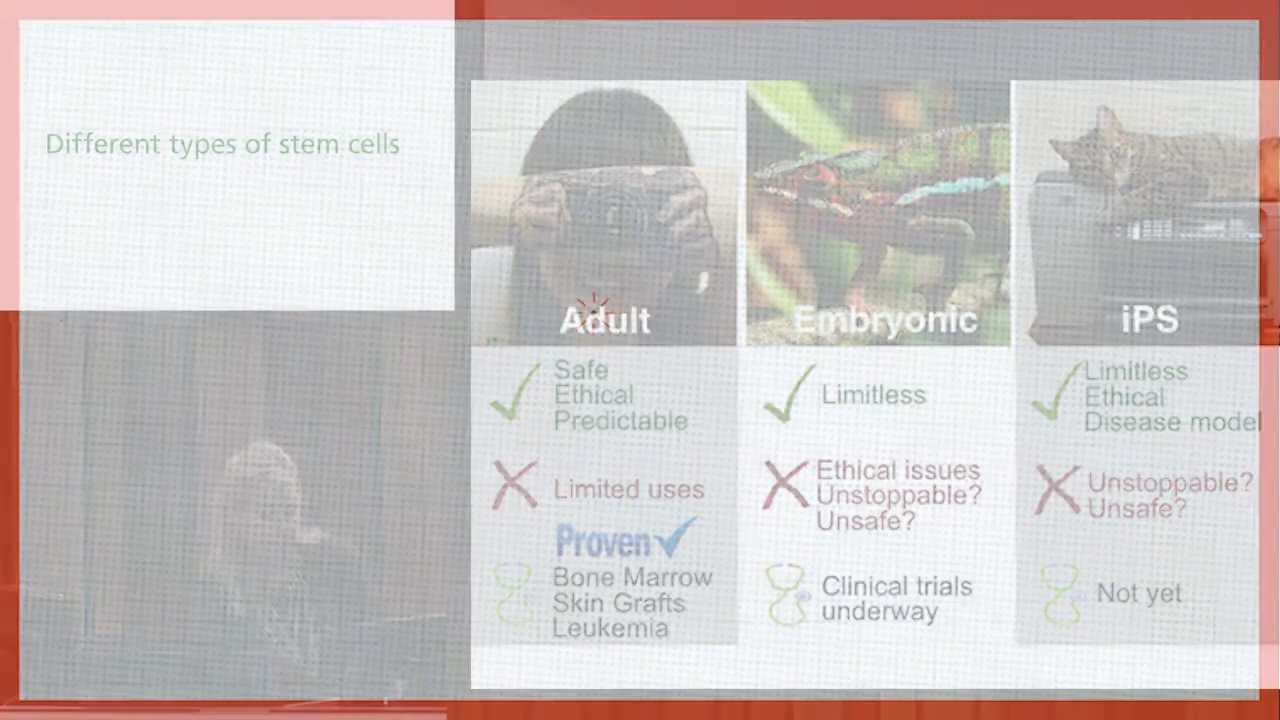 Different types of stem cells
Adult
Safe
Ethical
Predictable
Limited uses
Proven
Bone Marrow
Skin Grafts
Leukemia
Embryonic
Limitless
Ethical issues
Unstoppable?
Unsafe?
Clinical trials
underway
iPS
Limitless
Ethical
Disease model
Unstoppable?
Unsafe?
Not yet